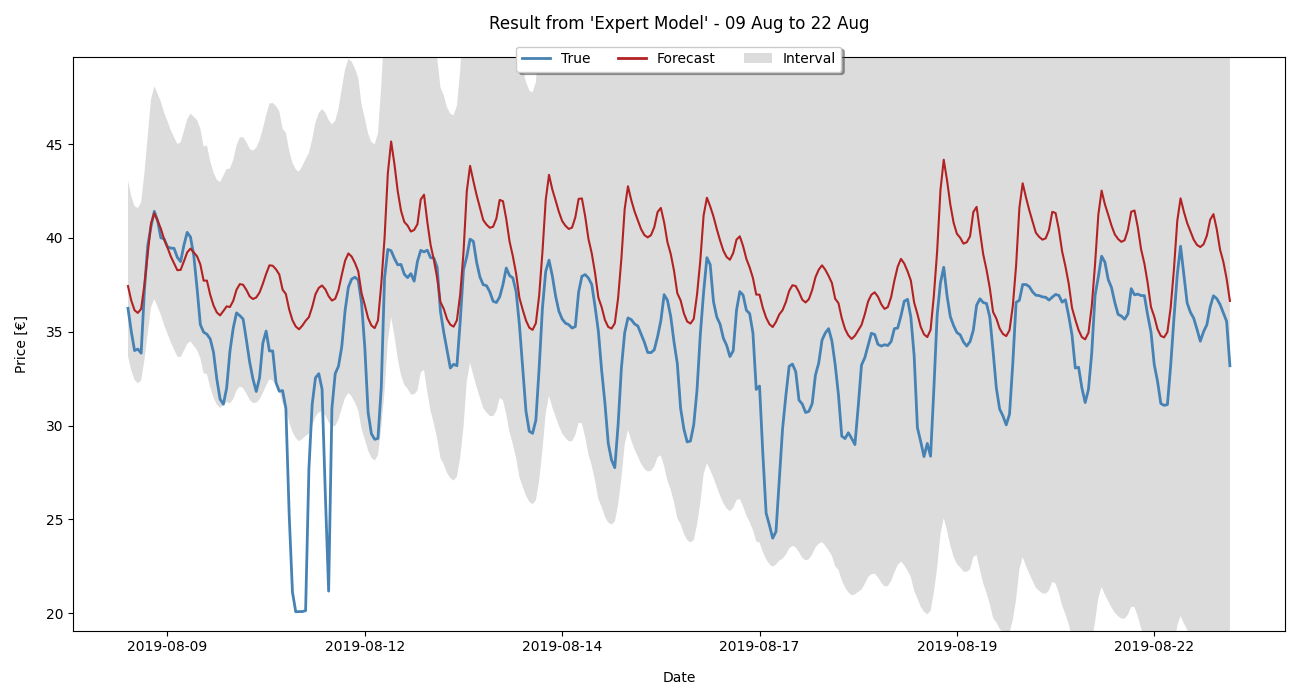 Result from 'Expert Model' - 09 Aug to 22 Aug
True Forecast Interval
Price [€]
45
40
35
30
25
20
2019-08-09 2019-08-12 2019-08-14 2019-08-17 2019-08-19 2019-08-22
Date